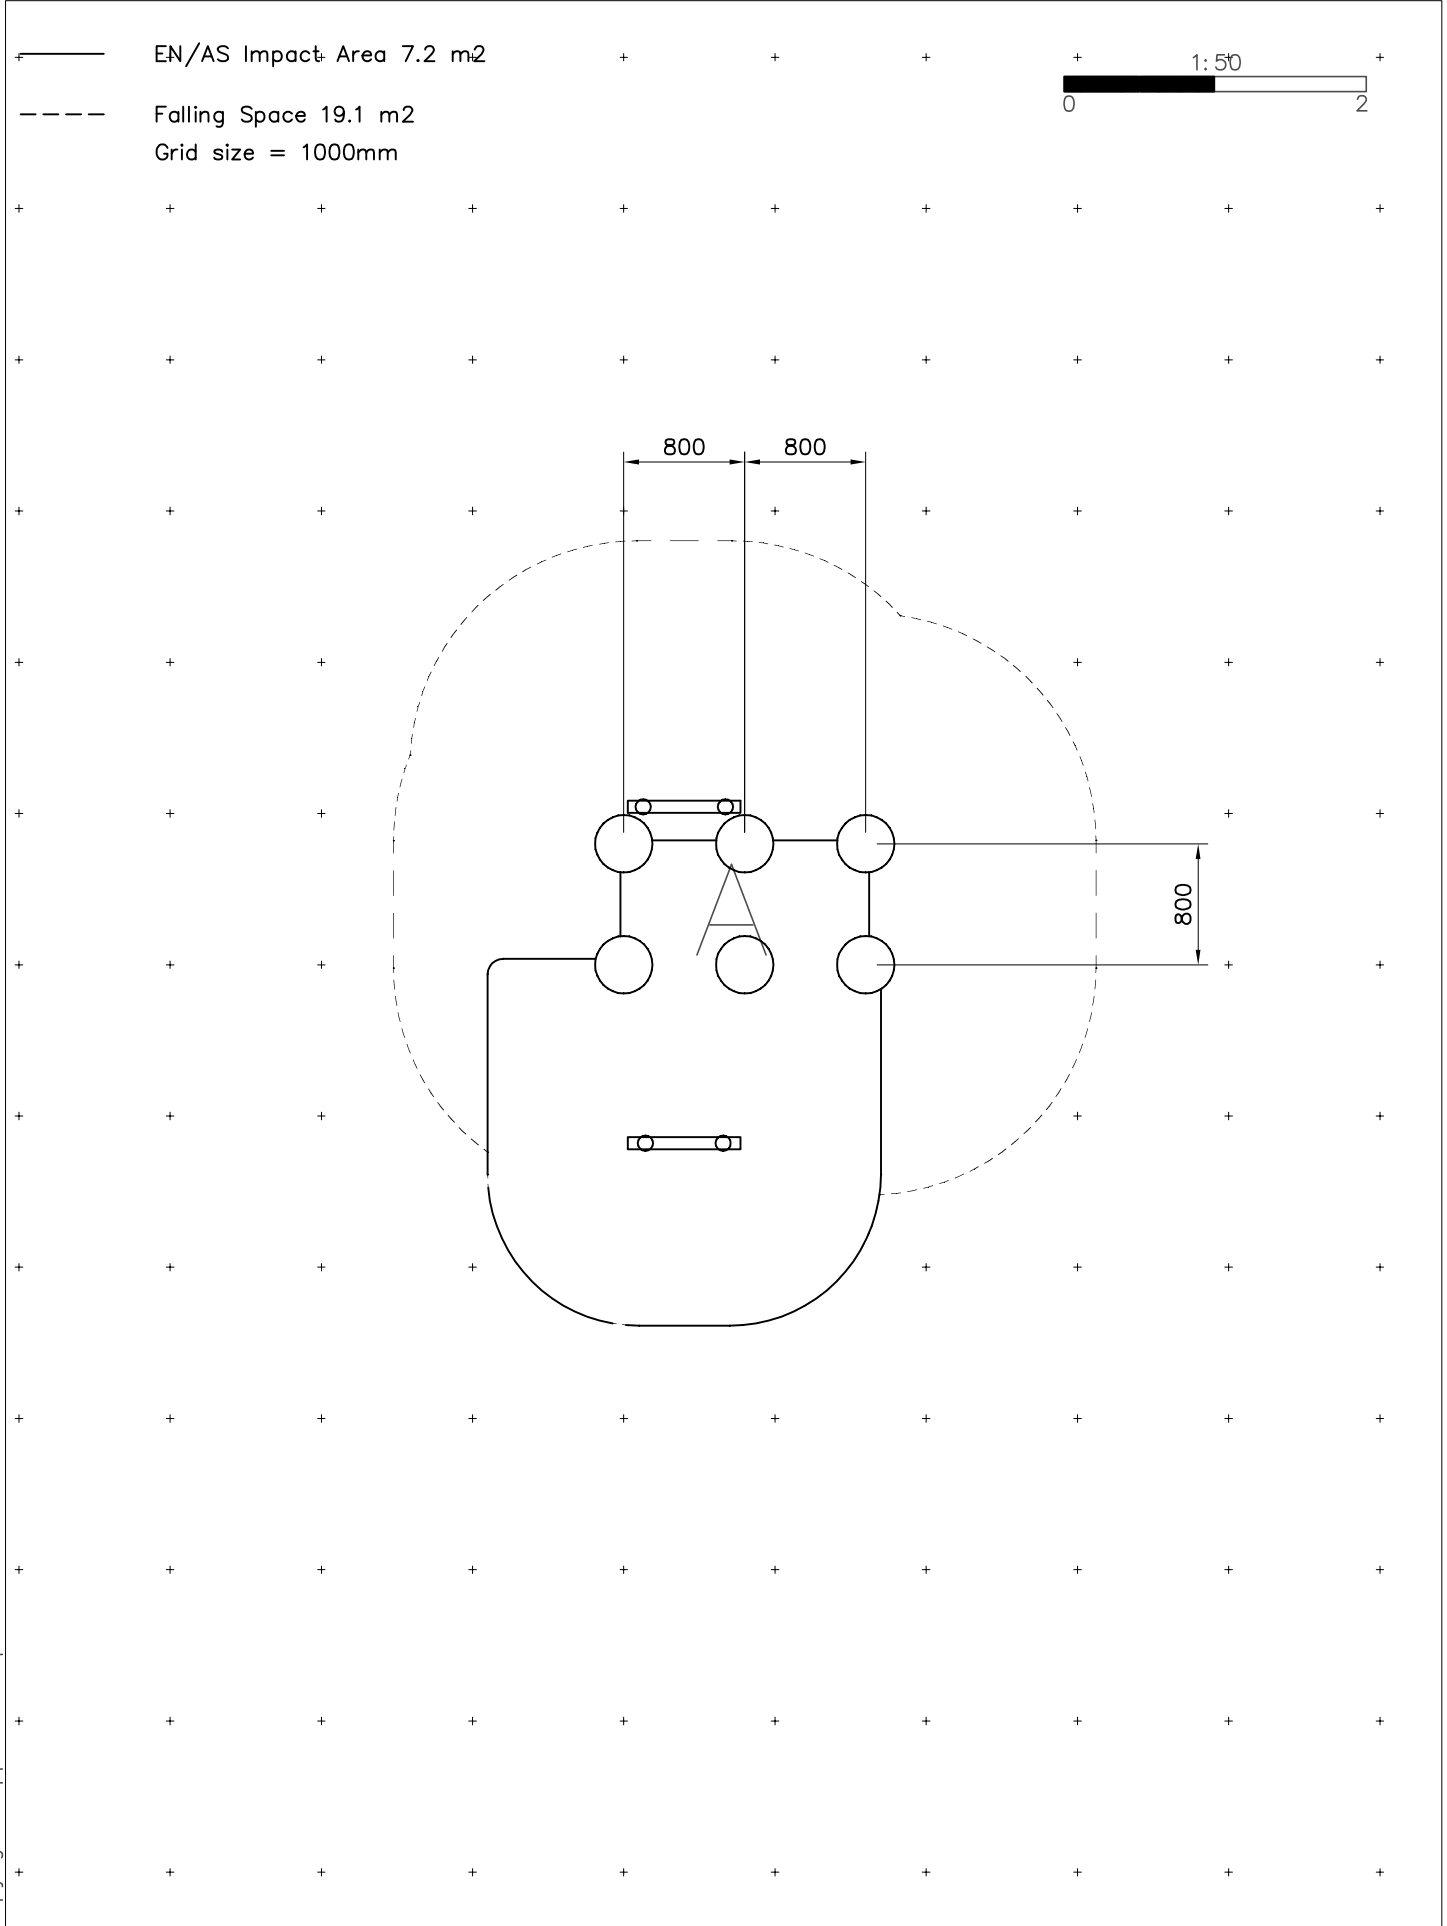 EN/AS Impact Area 7.2 m2
1:50
0 2
Falling Space 19.1 m2
Grid size = 1000mm
800 800
A
800